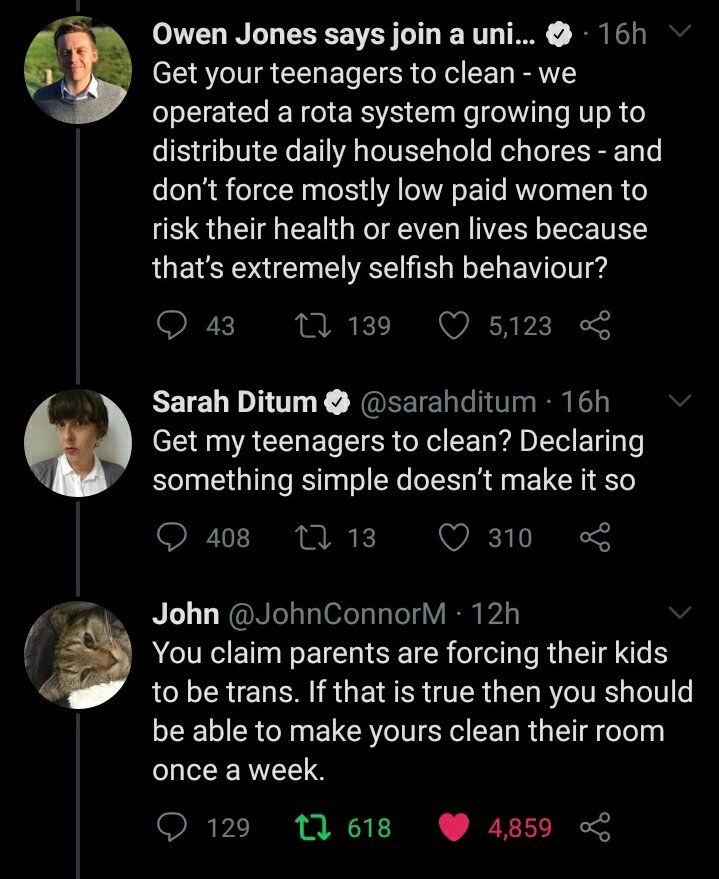 Owen Jones says join a uni... · 16h
Get your teenagers to clean - we
operated a rota system growing up to
distribute daily household chores - and
don't force mostly low paid women to
risk their health or even lives because
that's extremely selfish behaviour?
43 139 5,123
Sarah Ditum @sarahditum · 16h
Get my teenagers to clean? Declaring
something simple doesn't make it so
408 13 310
John @JohnConnorM · 12h
You claim parents are forcing their kids
to be trans. If that is true then you should
be able to make yours clean their room
once a week.
129 618 4,859